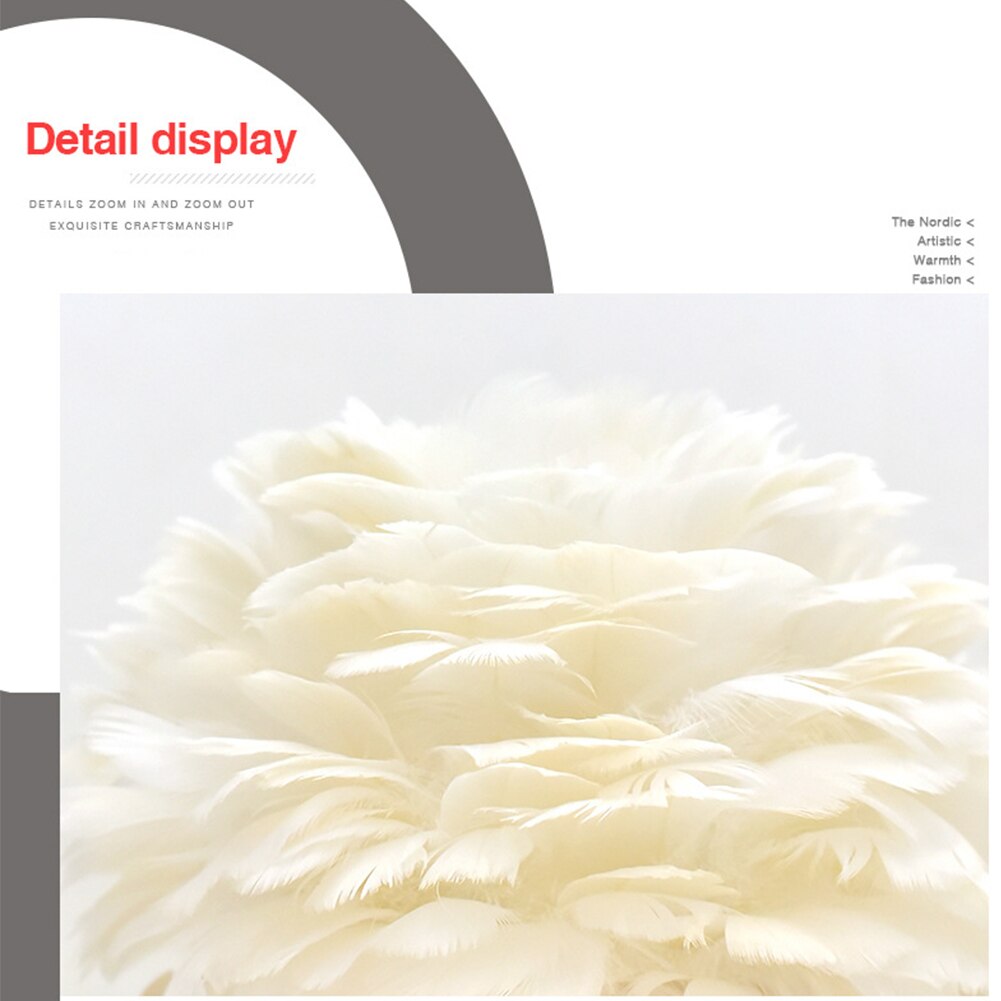 Detail display
DETAILS ZOOM IN AND ZOOM OUT
EXQUISITE CRAFTSMANSHIP
The Nordic <
Artistic <
Warmth <
Fashion <